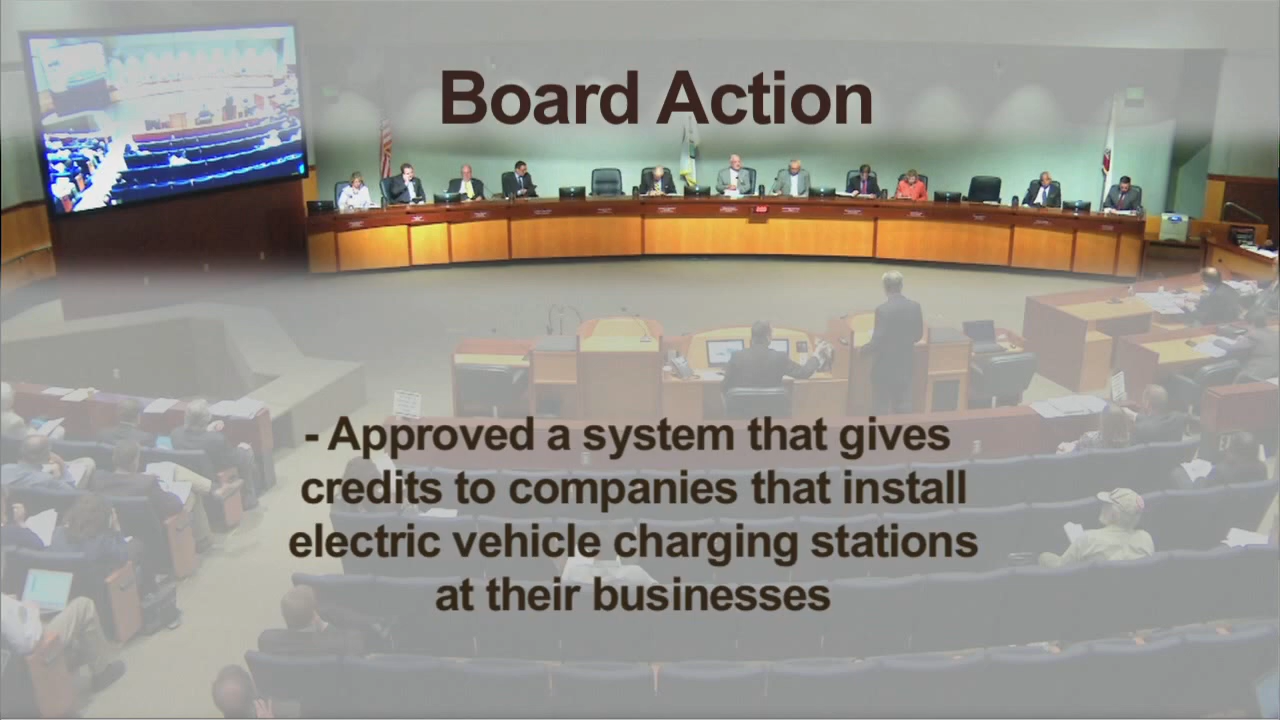 Board Action
- Approved a system that gives
credits to companies that install
electric vehicle charging stations
at their businesses